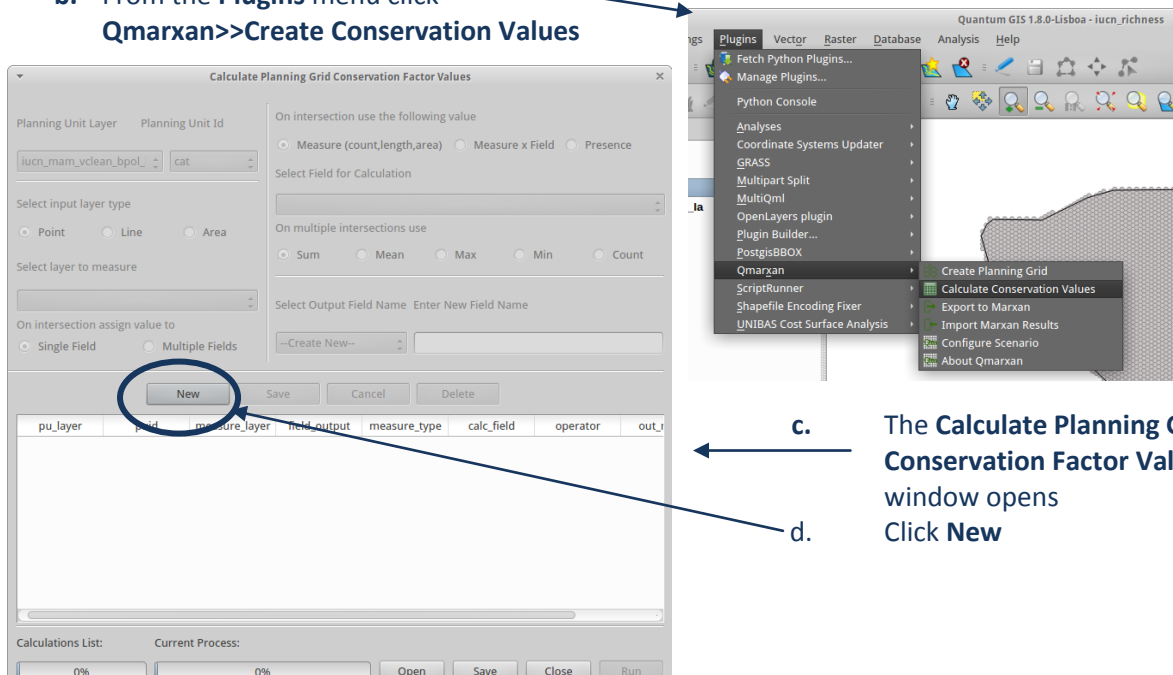 b. From the Plugins menu click
Qmarxan>>Create Conservation Values
Calculate Planning Grid Conservation Factor Values
Planning Unit Layer Planning Unit Id
iucn_mam_vclean_bpol_ cat
Select input layer type
Point Line Area
Select layer to measure
On intersection assign value to
Single Field Multiple Fields
On intersection use the following value
Measure (count,length,area) Measure x Field Presence
Select Field for Calculation
On multiple intersections use
Sum Mean Max Min Count
Select Output Field Name Enter New Field Name
--Create New--
New Save Cancel Delete
pu_layer puid measure_layer field_output measure_type calc_field operator out_r
Calculations List: Current Process:
0% 0% Open Save Close Run
Quantum GIS 1.8.0-Lisboa - iucn_richness
ngs Plugins Vector Raster Database Analysis Help
Fetch Python Plugins...
Manage Plugins...
Python Console
Analyses
Coordinate Systems Updater
GRASS
Multipart Split
MultiQml
OpenLayers plugin
Plugin Builder...
PostgisBBOX
Qmarxan
ScriptRunner
Shapefile Encoding Fixer
UNIBAS Cost Surface Analysis
_la
Create Planning Grid
Calculate Conservation Values
Export to Marxan
Import Marxan Results
Configure Scenario
About Qmarxan
c. The Calculate Planning
Conservation Factor Val
window opens
d. Click New